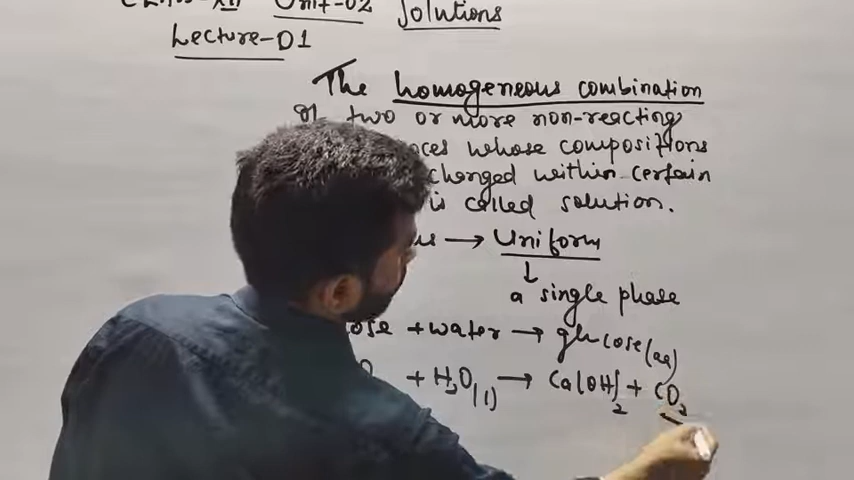 Unit-02 Solutions
Lecture-01
The homogeneous combination
of two or more non-reacting
whose compositions
changed within certain
is called solution.
→ Uniform
↓
a single phase
+ water → glucose(aq)
+ H2O(l) → Ca(OH)2 + CO2